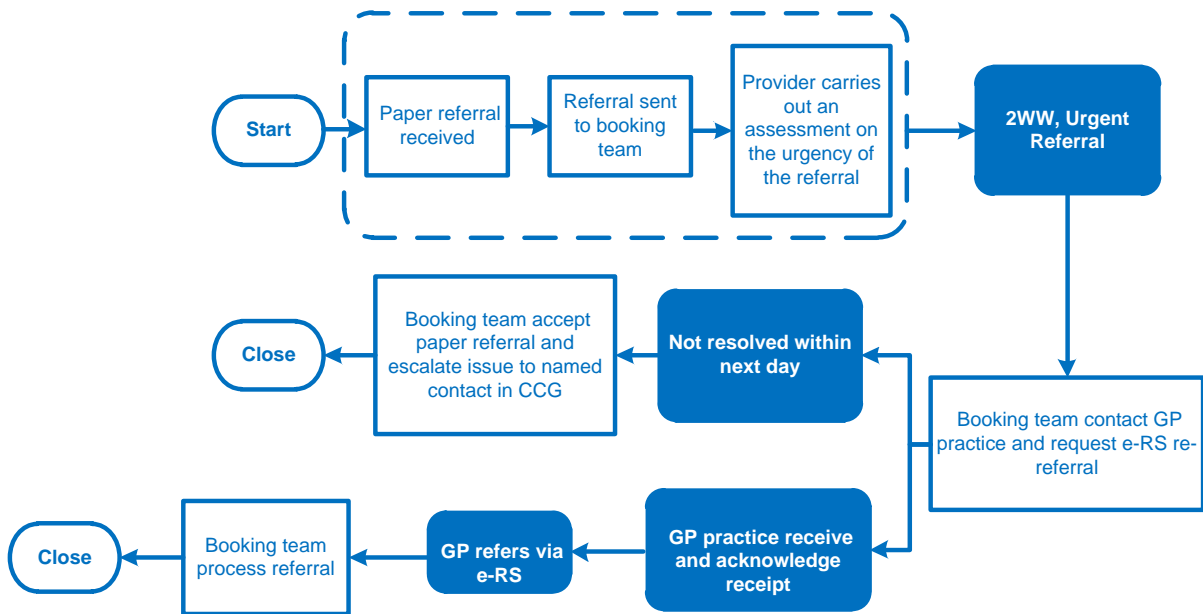 Start
Paper referral
received
Referral sent
to booking
team
Provider carries
out an
assessment on
the urgency of
the referral
2WW, Urgent
Referral
Booking team contact GP
practice and request e-RS re-
referral
Not resolved within
next day
Booking team accept
paper referral and
escalate issue to named
contact in CCG
Close
GP practice receive
and acknowledge
receipt
GP refers via
e-RS
Booking team
process referral
Close